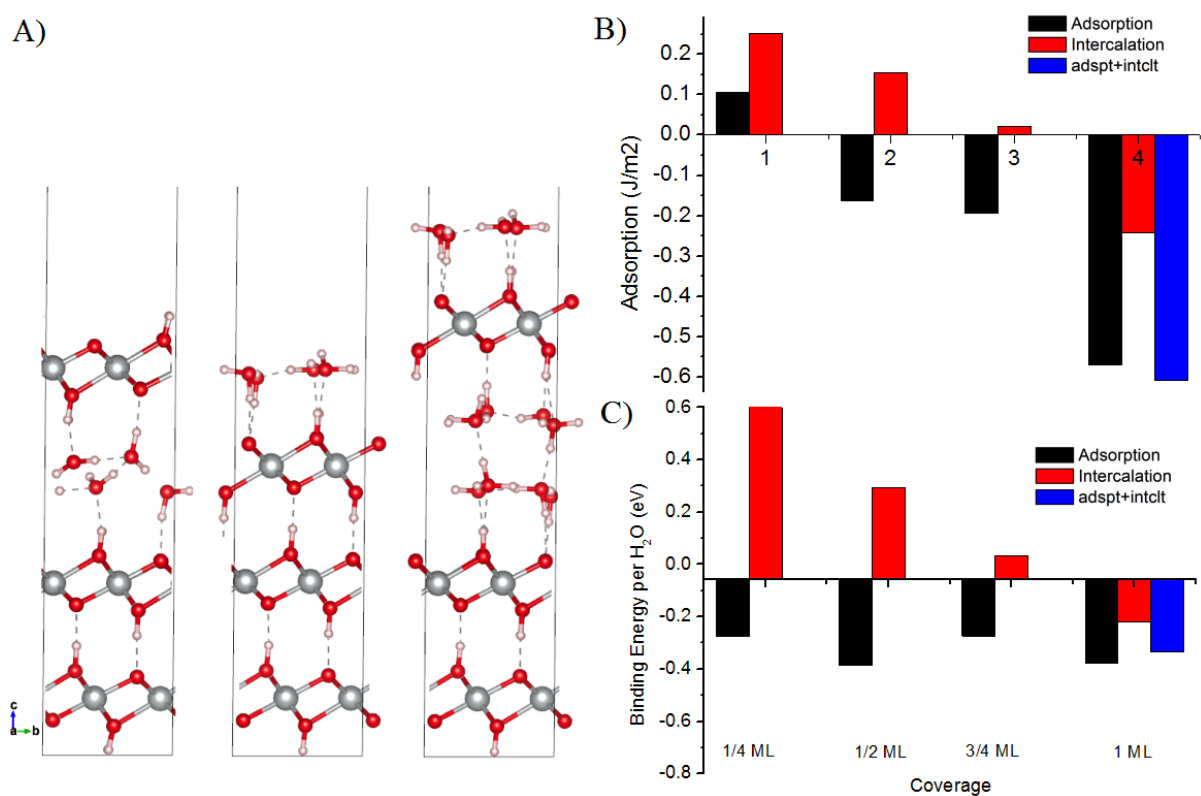 A)
c
a
b
B)
Adsorption
Intercalation
adspt+intclt
Adsorption (J/m2)
0.2
0.1
0.0
-0.1
-0.2
-0.3
-0.4
-0.5
-0.6
1
2
3
4
C)
Adsorption
Intercalation
adspt+intclt
Binding Energy per H₂O (eV)
0.6
0.4
0.2
0.0
-0.2
-0.4
-0.6
-0.8
1/4 ML 1/2 ML 3/4 ML 1 ML
Coverage